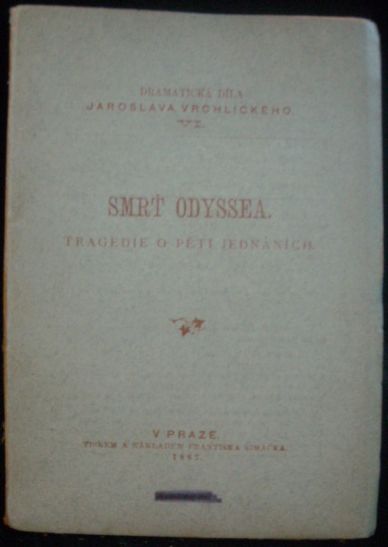 DRAMATICKÁ DÍLA
JAROSLAVA VRCHLICKÉHO.
VI.
SMRŤ ODYSSEA.
TRAGEDIE O PĚTI JEDNÁNÍCH.
V PRAZE.
TISKEM A NÁKLADEM FRANTIŠKA ŠIMÁČKA.